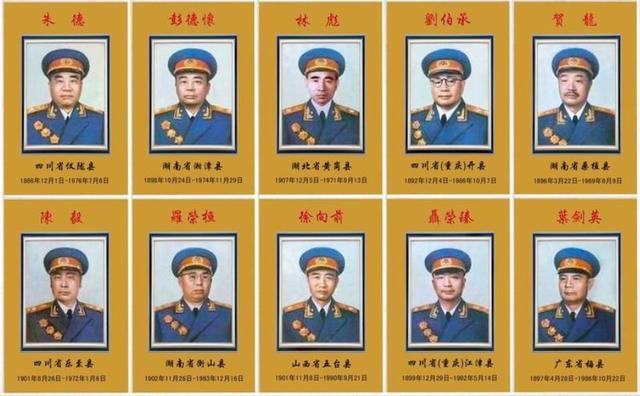 朱德
四川省仪陇县
1886年12月1日-1976年7月6日
彭德懷
湖南省湘潭县
1898年10月24日-1974年11月29日
林彪
湖北省黄岗县
1907年12月5日-1971年9月13日
劉伯承
四川省(重庆)开县
1892年12月4日-1986年10月7日
贺龍
湖南省桑植县
1896年3月22日-1969年6月9日
陳毅
四川省乐至县
1901年8月26日-1972年1月6日
羅榮桓
湖南省衡山县
1902年11月26日-1963年12月16日
徐向前
山西省五台县
1901年11月8日-1990年9月21日
聶榮臻
四川省(重庆)江津县
1899年12月29日-1992年5月14日
葉劍英
广东省梅县
1897年4月28日-1986年10月22日